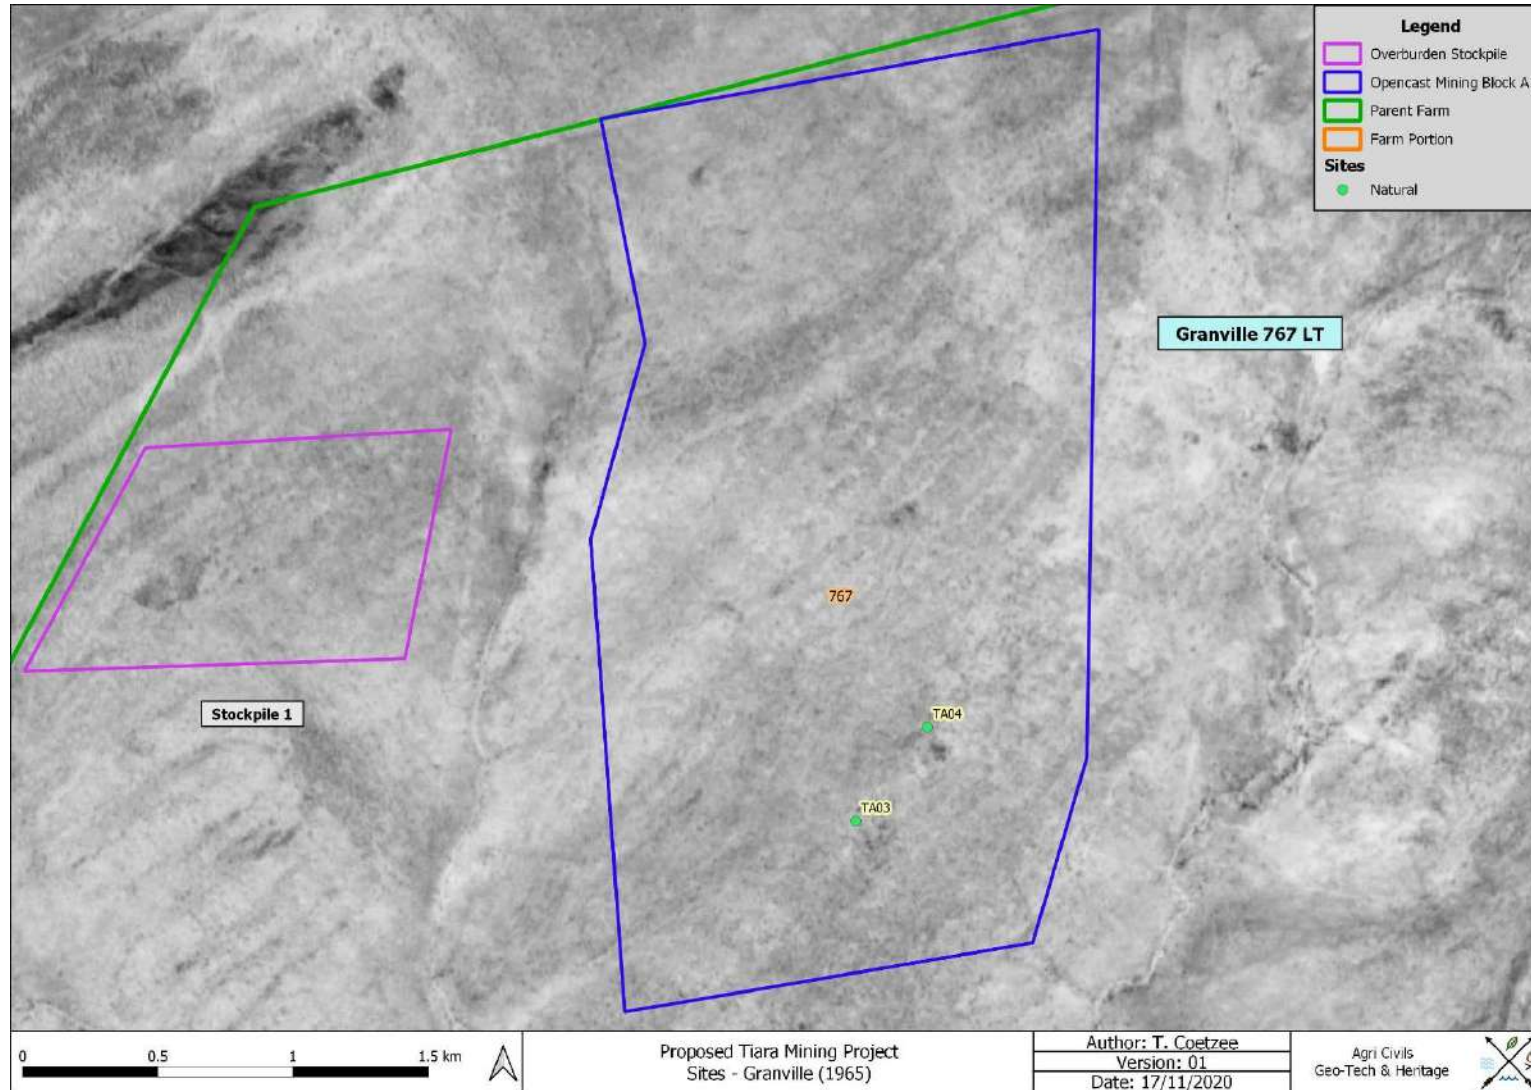 Legend
Overburden Stockpile
Opencast Mining Block A
Parent Farm
Farm Portion
Sites
Natural
Granville 767 LT
767
Stockpile 1
TA04
TA03
0 0.5 1 1.5 km
Proposed Tiara Mining Project
Sites - Granville (1965)
Author: T. Coetzee
Version: 01
Date: 17/11/2020
Agri Civils
Geo-Tech & Heritage